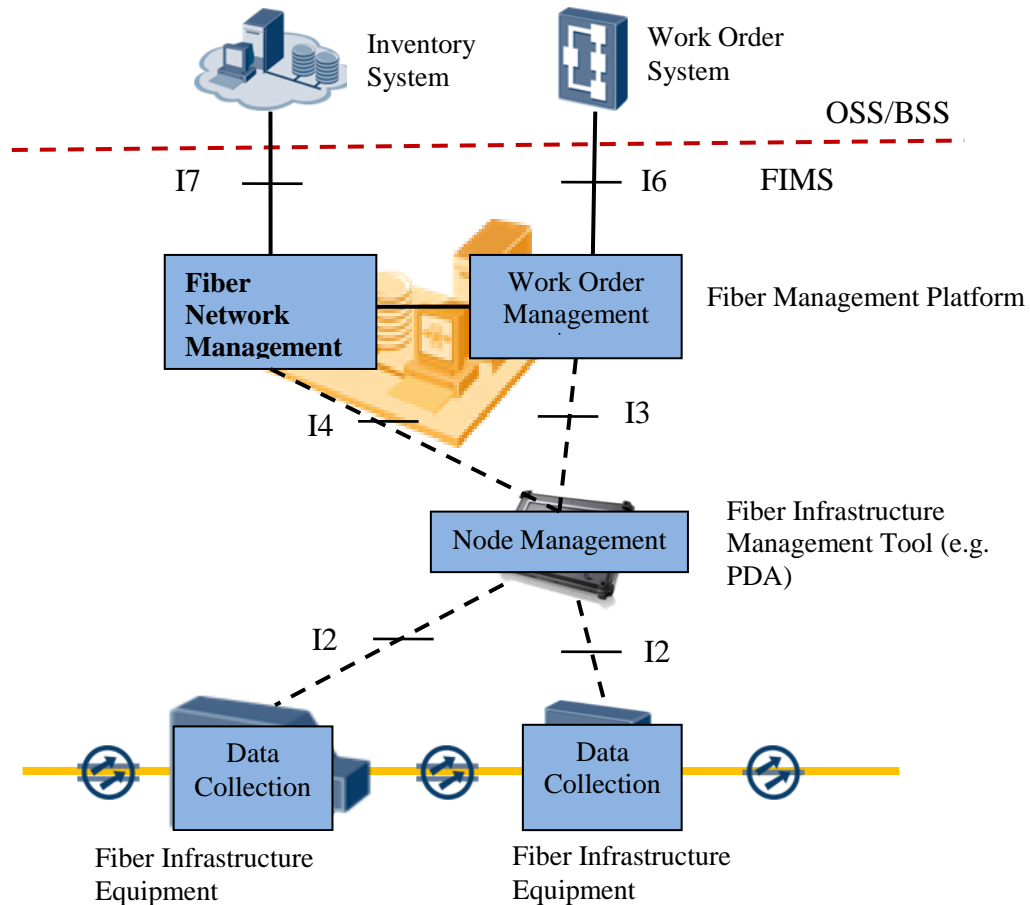 Inventory
System
Work Order
System
OSS/BSS
I7
I6
FIMS
Fiber
Network
Management
Work Order
Management
Fiber Management Platform
I4
I3
Node Management
Fiber Infrastructure
Management Tool (e.g.
PDA)
I2
I2
Data
Collection
Data
Collection
Fiber Infrastructure
Equipment
Fiber Infrastructure
Equipment